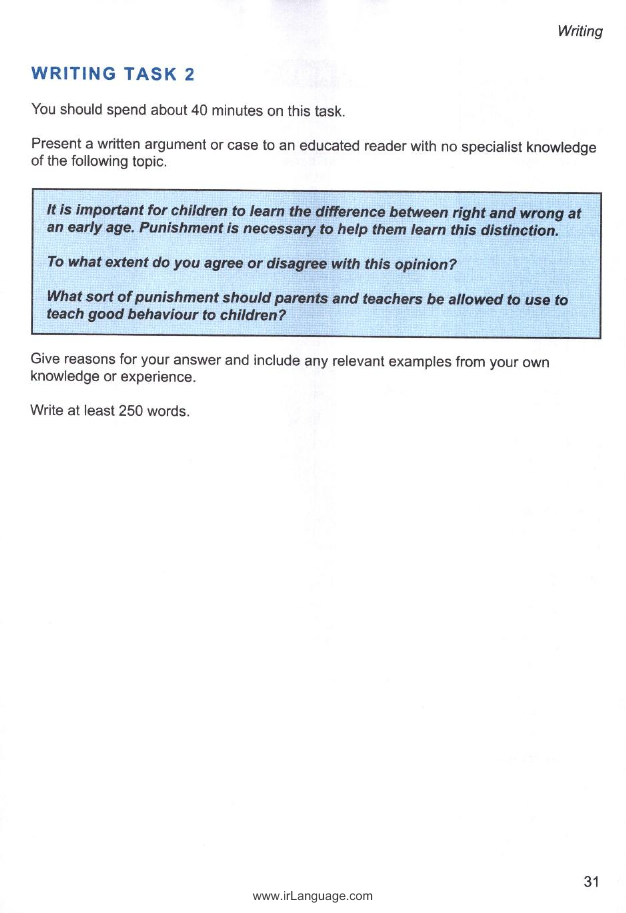 Writing
WRITING TASK 2
You should spend about 40 minutes on this task.
Present a written argument or case to an educated reader with no specialist knowledge
of the following topic.
It is important for children to learn the difference between right and wrong at
an early age. Punishment is necessary to help them learn this distinction.
To what extent do you agree or disagree with this opinion?
What sort of punishment should parents and teachers be allowed to use to
teach good behaviour to children?
Give reasons for your answer and include any relevant examples from your own
knowledge or experience.
Write at least 250 words.
31
www.irLanguage.com